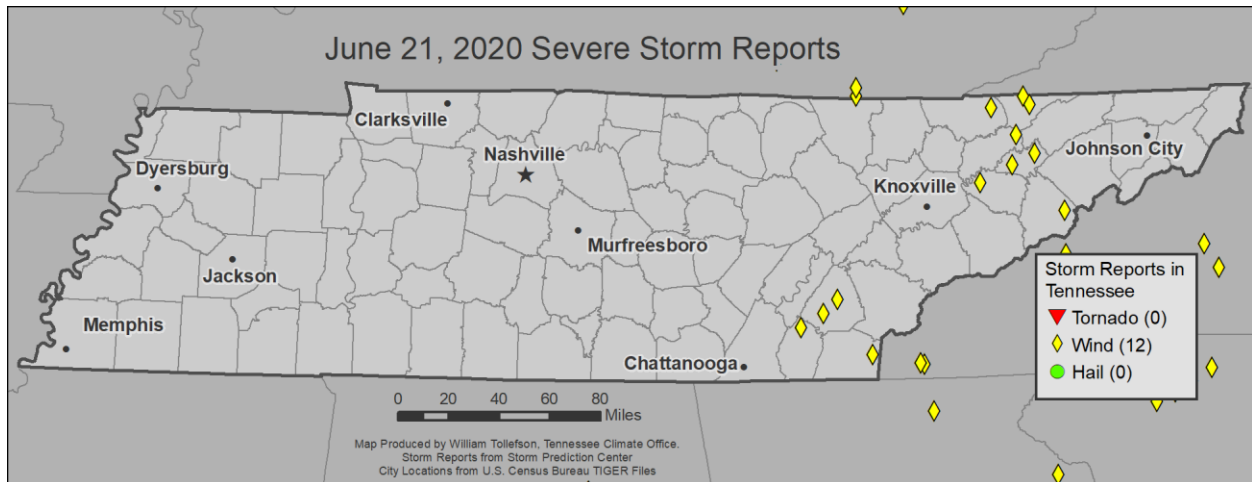 June 21, 2020 Severe Storm Reports
Clarksville
Nashville
Dyersburg
Johnson City
Knoxville
Murfreesboro
Jackson
Storm Reports in
Tennessee
Tornado (0)
Wind (12)
Hail (0)
Memphis
Chattanooga
0 20 40 60 80
Miles
Map Produced by William Tollefson, Tennessee Climate Office.
Storm Reports from Storm Prediction Center
City Locations from U.S. Census Bureau TIGER Files